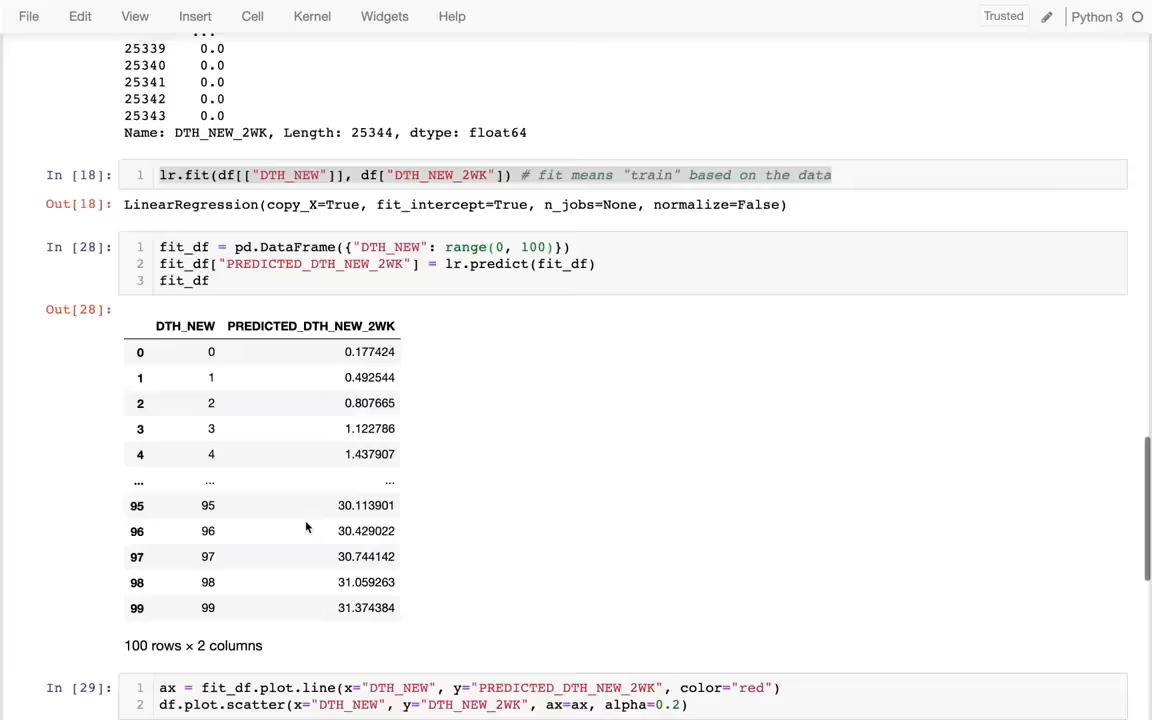 File Edit View Insert Cell Kernel Widgets Help Trusted Python 3
...
25339 0.0
25340 0.0
25341 0.0
25342 0.0
25343 0.0
Name: DTH_NEW_2WK, Length: 25344, dtype: float64
In [18]: 1 lr.fit(df[["DTH_NEW"]], df["DTH_NEW_2WK"]) # fit means "train" based on the data
Out[18]: LinearRegression(copy_X=True, fit_intercept=True, n_jobs=None, normalize=False)
In [28]: 1 fit_df = pd.DataFrame({"DTH_NEW": range(0, 100)})
2 fit_df["PREDICTED_DTH_NEW_2WK"] = lr.predict(fit_df)
3 fit_df
Out[28]:
DTH_NEW PREDICTED_DTH_NEW_2WK
0 0 0.177424
1 1 0.492544
2 2 0.807665
3 3 1.122786
4 4 1.437907
... ... ...
95 95 30.113901
96 96 30.429022
97 97 30.744142
98 98 31.059263
99 99 31.374384
100 rows × 2 columns
In [29]: 1 ax = fit_df.plot.line(x="DTH_NEW", y="PREDICTED_DTH_NEW_2WK", color="red")
2 df.plot.scatter(x="DTH_NEW", y="DTH_NEW_2WK", ax=ax, alpha=0.2)